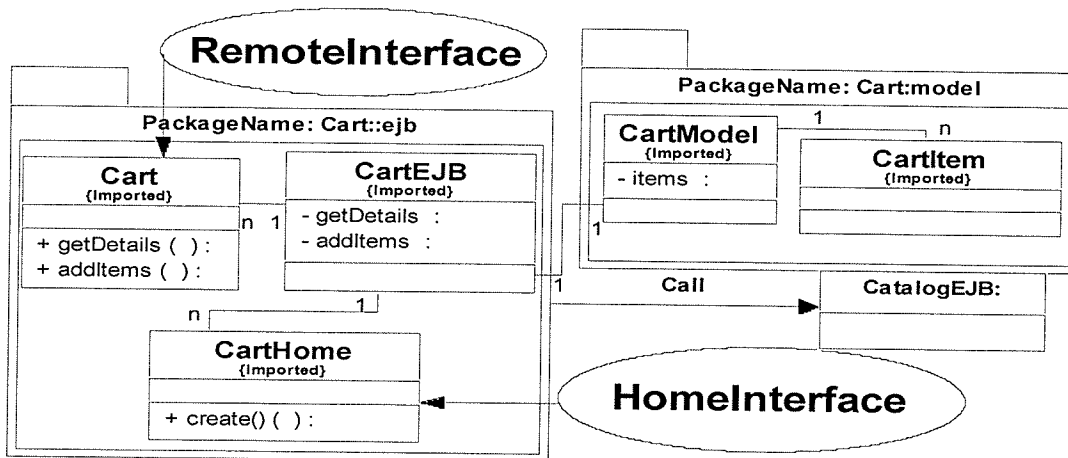 RemoteInterface
PackageName: Cart::ejb
Cart
{Imported}
+ getDetails ( ) :
+ addItems ( ) :
n
1
CartEJB
{Imported}
- getDetails :
- addItems :
1
n
CartHome
{Imported}
+ create() ( ) :
PackageName: Cart:model
CartModel
{Imported}
- items :
1
n
CartItem
{Imported}
1
1
Call
CatalogEJB:
HomeInterface